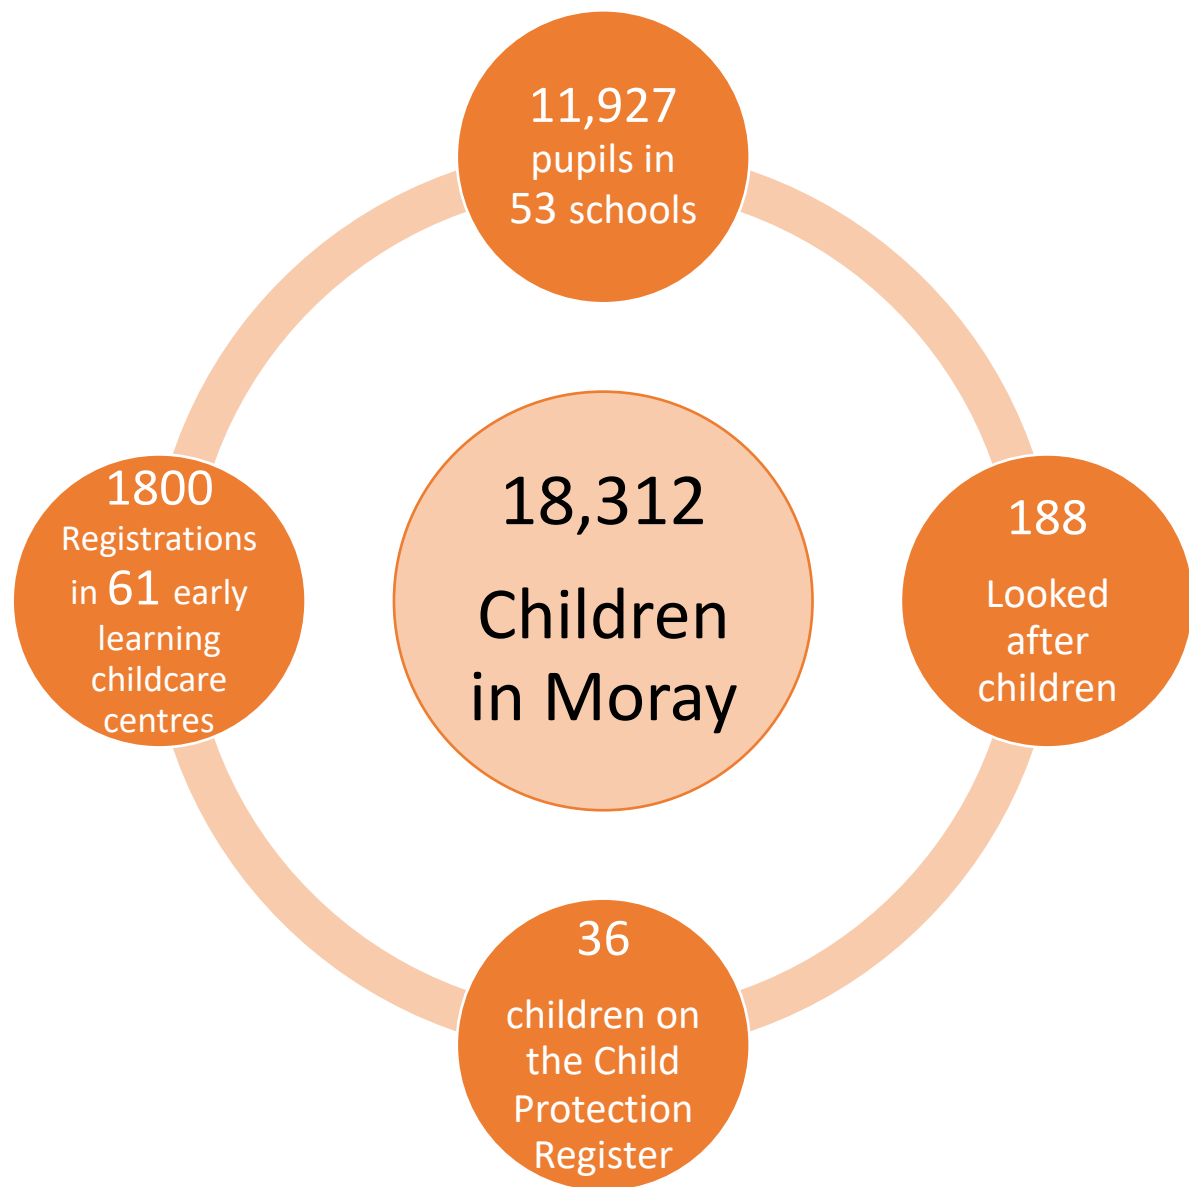 11,927
pupils in
53 schools
1800
Registrations
in 61 early
learning
childcare
centres
18,312
Children
in Moray
188
Looked
after
children
36
children on
the Child
Protection
Register